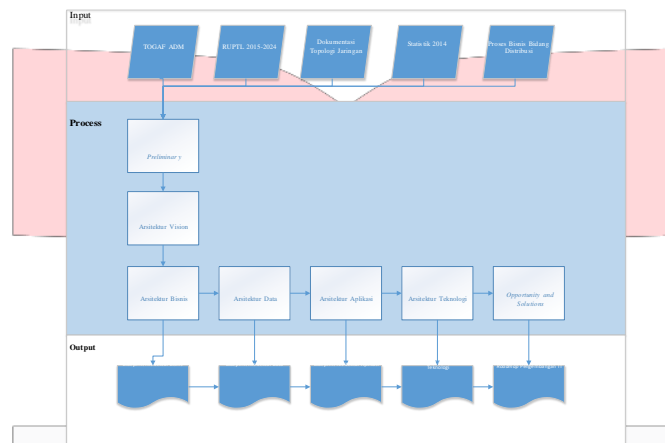 Input
TOGAF ADM
RUPTL 2015-2024
Dokumentasi
Topologi Jaringan
Statistik 2014
Proses Bisnis Bidang
Distribusi
Process
Preliminary
Arsitektur Vision
Arsitektur Bisnis
Arsitektur Data
Arsitektur Aplikasi
Arsitektur Teknologi
Opportunity and
Solutions
Output